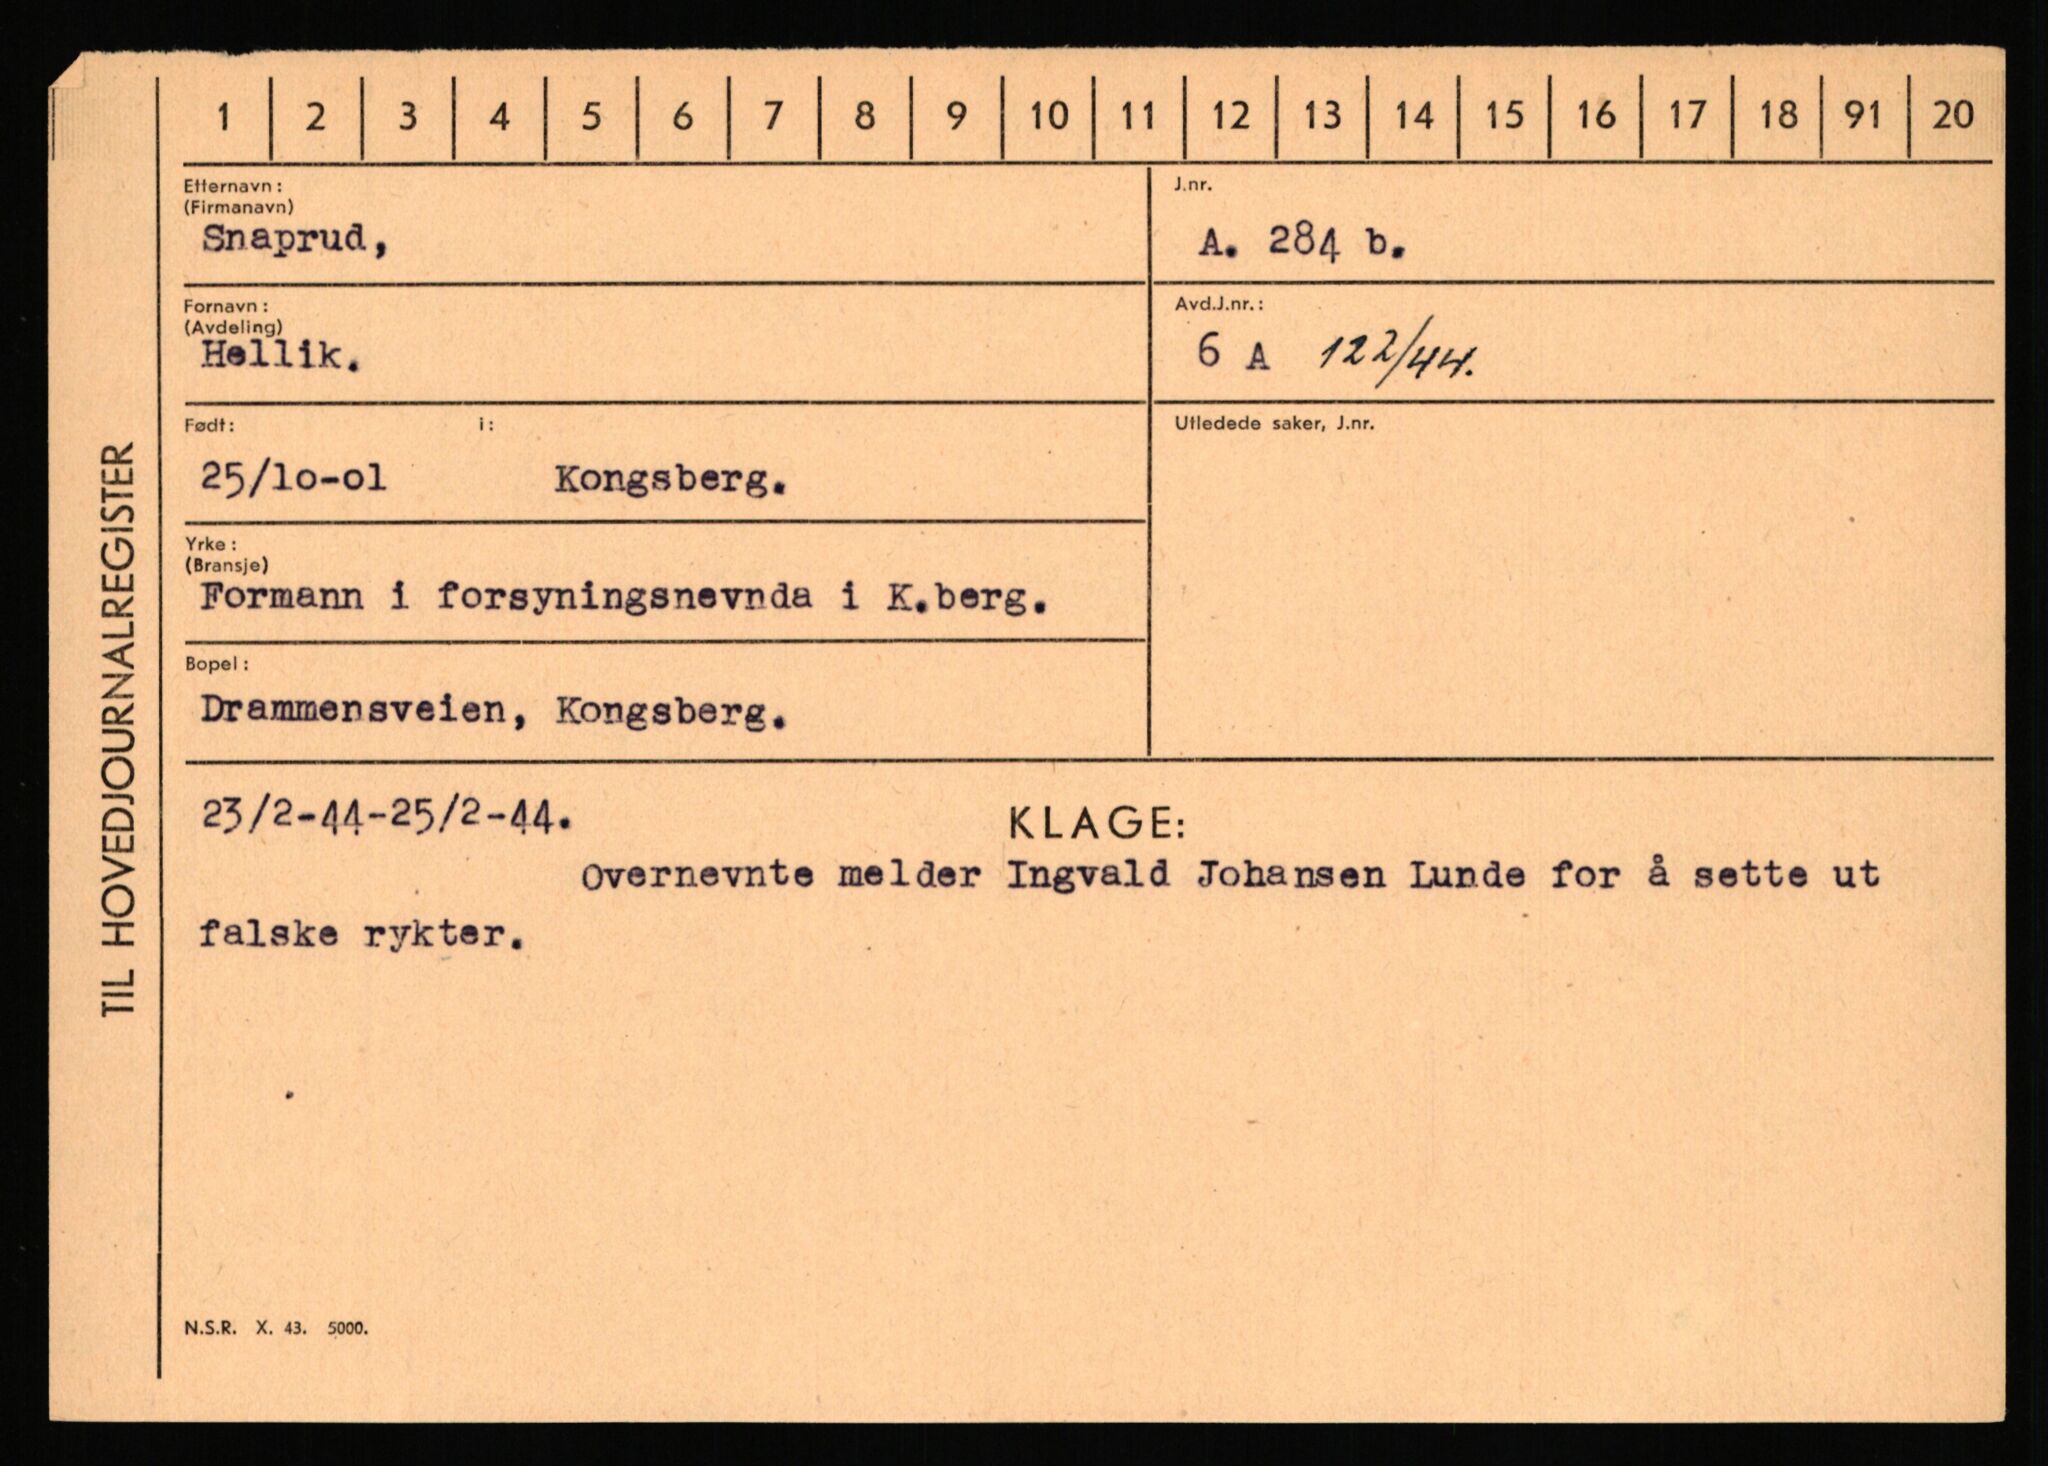 1 2 3 4 5 6 7 8 9 10 11 12 13 14 15 16 17 18 91 20
TIL HOVEDJOURNALREGISTER
Etternavn:
(Firmanavn)
Snaprud,
J.nr.
A. 284 b.
Fornavn:
(Avdeling)
Hellik.
Avd.J.nr.:
6 A 122/44.
Født: i:
25/lo-ol Kongsberg.
Utledede saker, J.nr.
Yrke:
(Bransje)
Formann i forsyningsnevnda i K.berg.
Bopel:
Drammensveien, Kongsberg.
23/2-44-25/2-44.
KLAGE:
Overnevnte melder Ingvald Johansen Lunde for å sette ut
falske rykter.
N.S.R. X. 43. 5000.